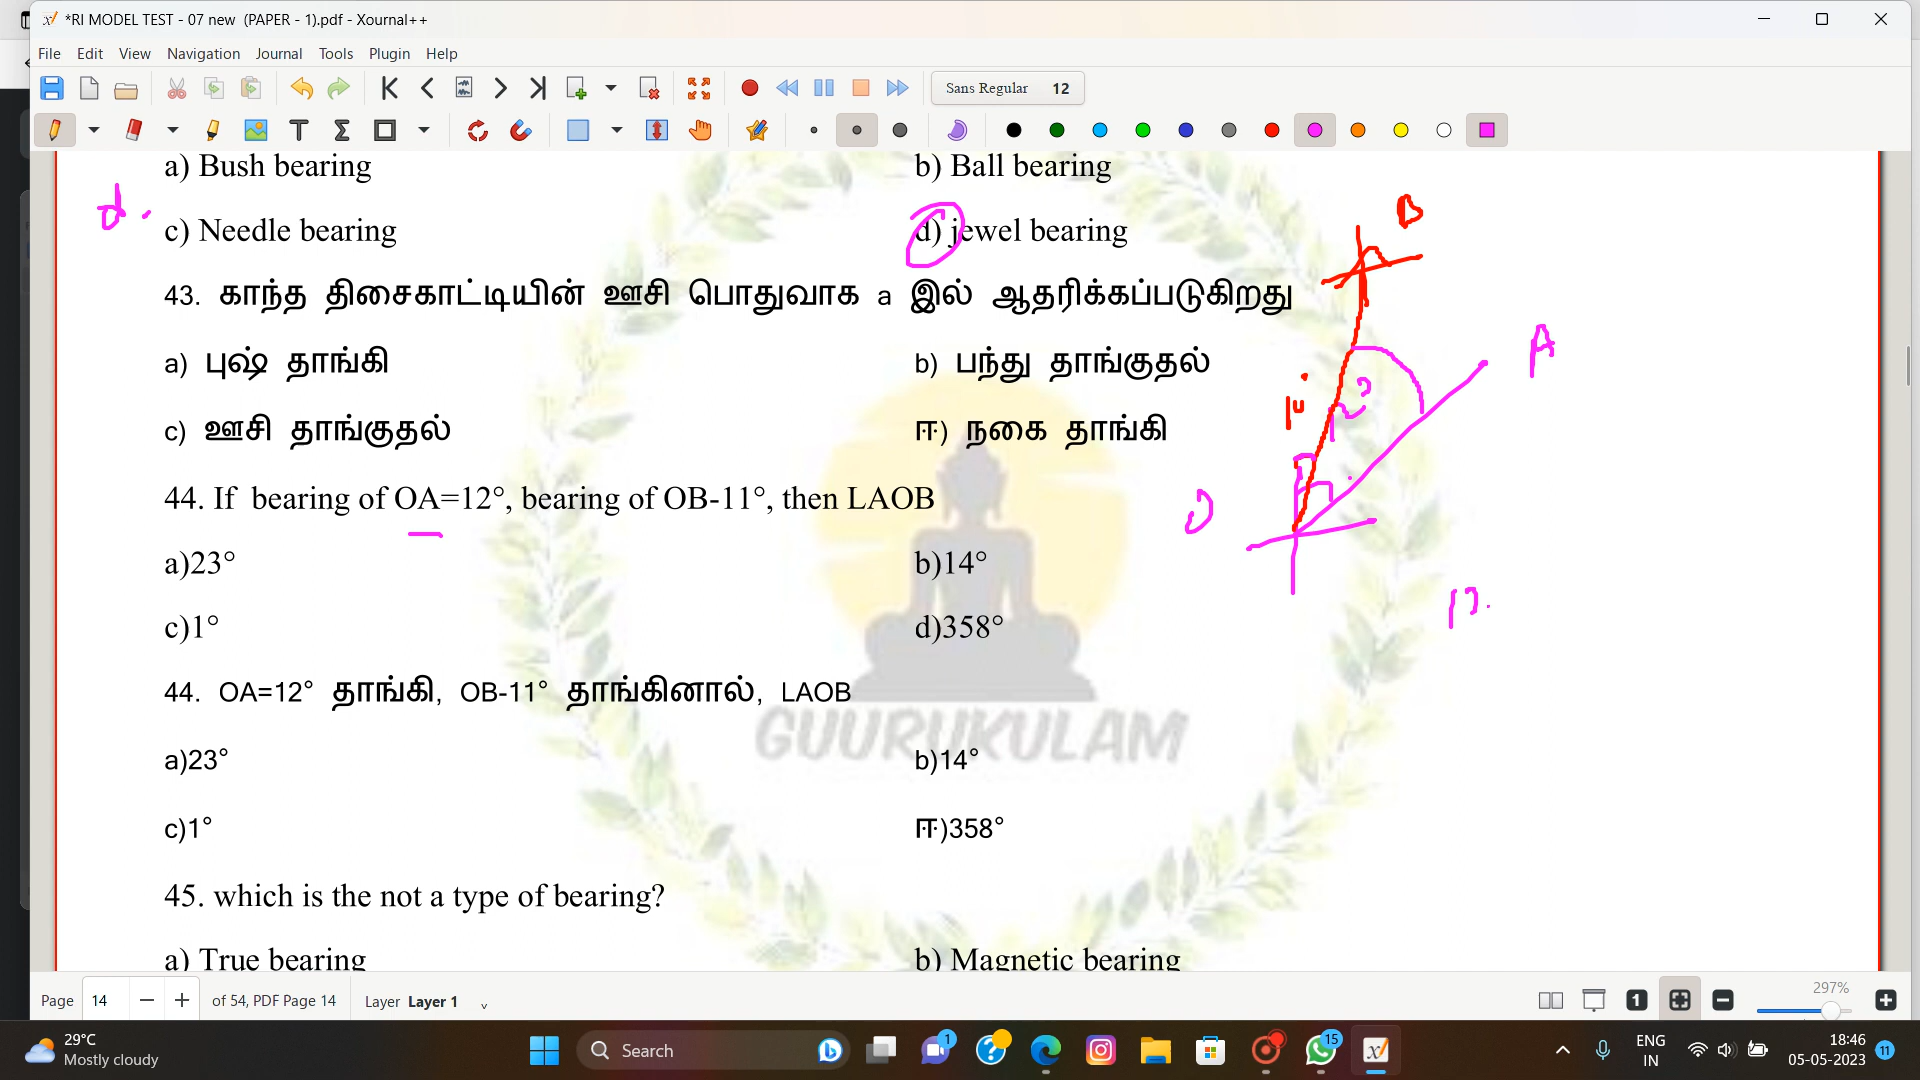 *RI MODEL TEST - 07 new (PAPER - 1).pdf - Xournal++
File Edit View Navigation Journal Tools Plugin Help
Sans Regular 12
a) Bush bearing b) Ball bearing
d.
c) Needle bearing d) jewel bearing
B
43. காந்த திசைகாட்டியின் ஊசி பொதுவாக a இல் ஆதரிக்கப்படுகிறது
a) புஷ் தாங்கி b) பந்து தாங்குதல்
A
c) ஊசி தாங்குதல் ஈ) நகை தாங்கி
44. If bearing of OA=12°, bearing of OB-11°, then LAOB
O
a)23° b)14°
c)1° d)358°
44. OA=12° தாங்கி, OB-11° தாங்கினால், LAOB
GUURUKULAM
a)23° b)14°
c)1° ஈ)358°
45. which is the not a type of bearing?
a) True bearing b) Magnetic bearing
Page 14 of 54, PDF Page 14 Layer Layer 1 297%
29°C
Mostly cloudy
Search
1
15
ENG
IN
18:46
05-05-2023
11